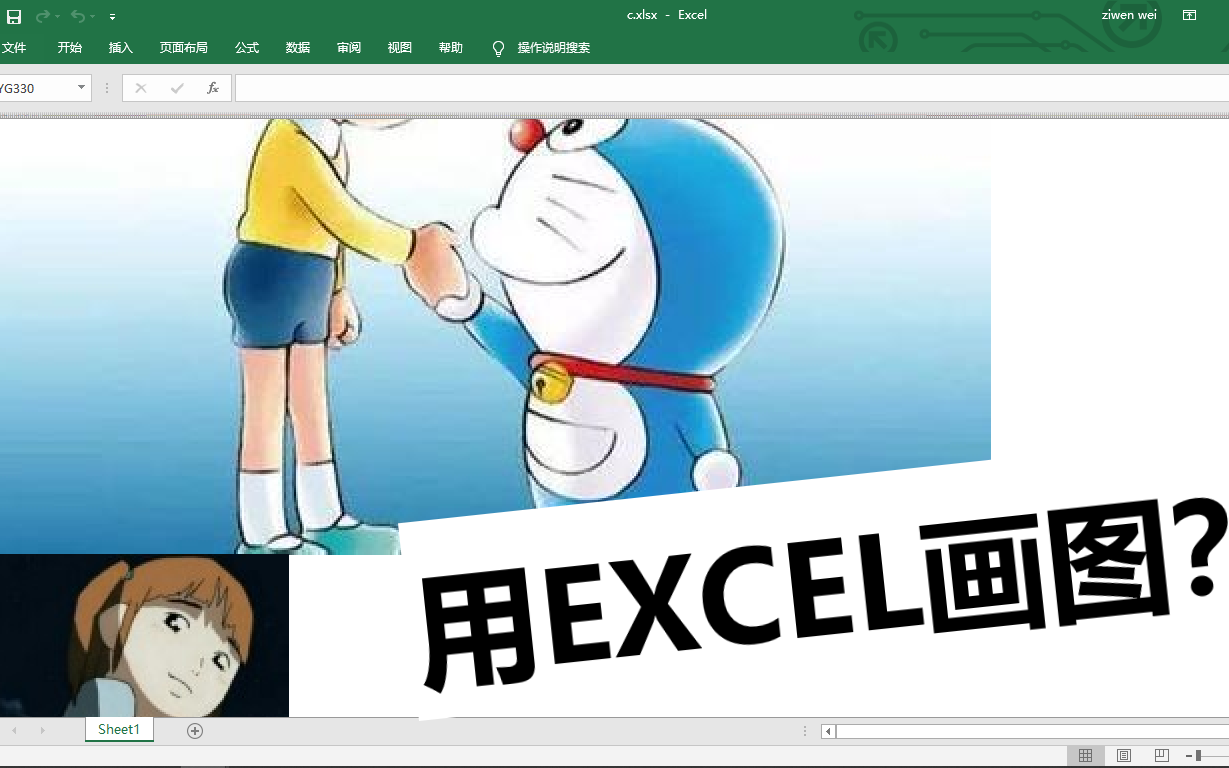 c.xlsx - Excel
ziwen wei
文件 开始 插入 页面布局 公式 数据 审阅 视图 帮助 操作说明搜索
YG330
fx
用EXCEL画图?
Sheet1